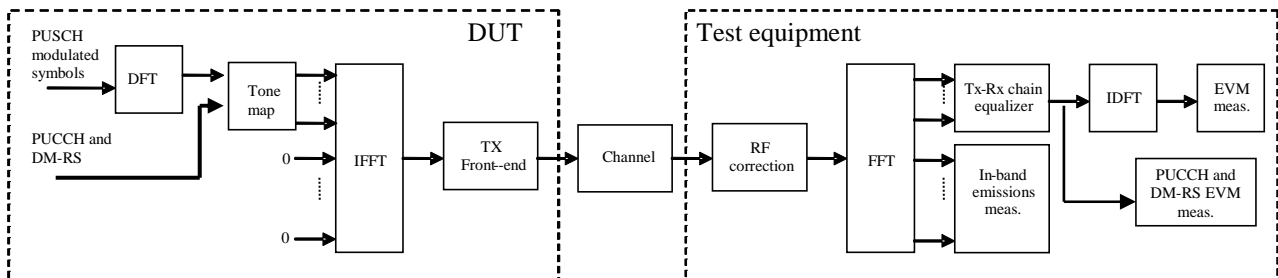 DUT
Test equipment
PUSCH
modulated
symbols
DFT
Tone
map
PUCCH and
DM-RS
0
0
IFFT
TX
Front--end
Channel
RF
correction
FFT
Tx-Rx chain
equalizer
IDFT
EVM
meas.
In-band
emissions
meas.
PUCCH and
DM-RS EVM
meas.